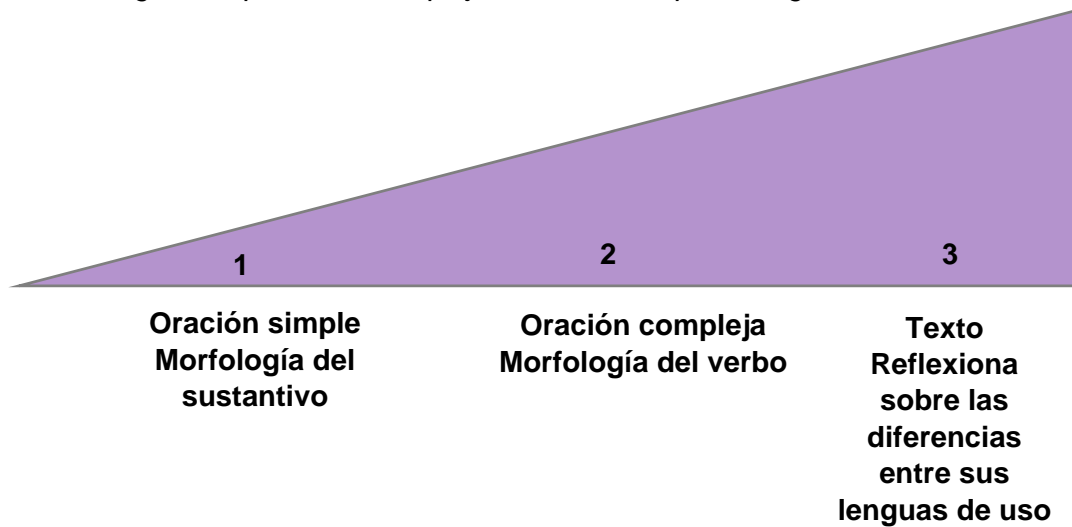 1
2
3
Oración simple
Morfología del
sustantivo
Oración compleja
Morfología del verbo
Texto
Reflexiona
sobre las
diferencias
entre sus
lenguas de uso